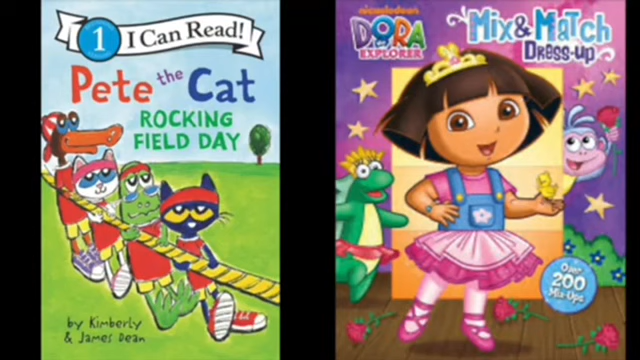 1
I Can Read!
Pete the Cat
ROCKING
FIELD DAY
by Kimberly
& James Dean
nickelodeon
DORA
the
EXPLORER
Mix & Match
DRESS-UP
Over
200
Mix-Ups